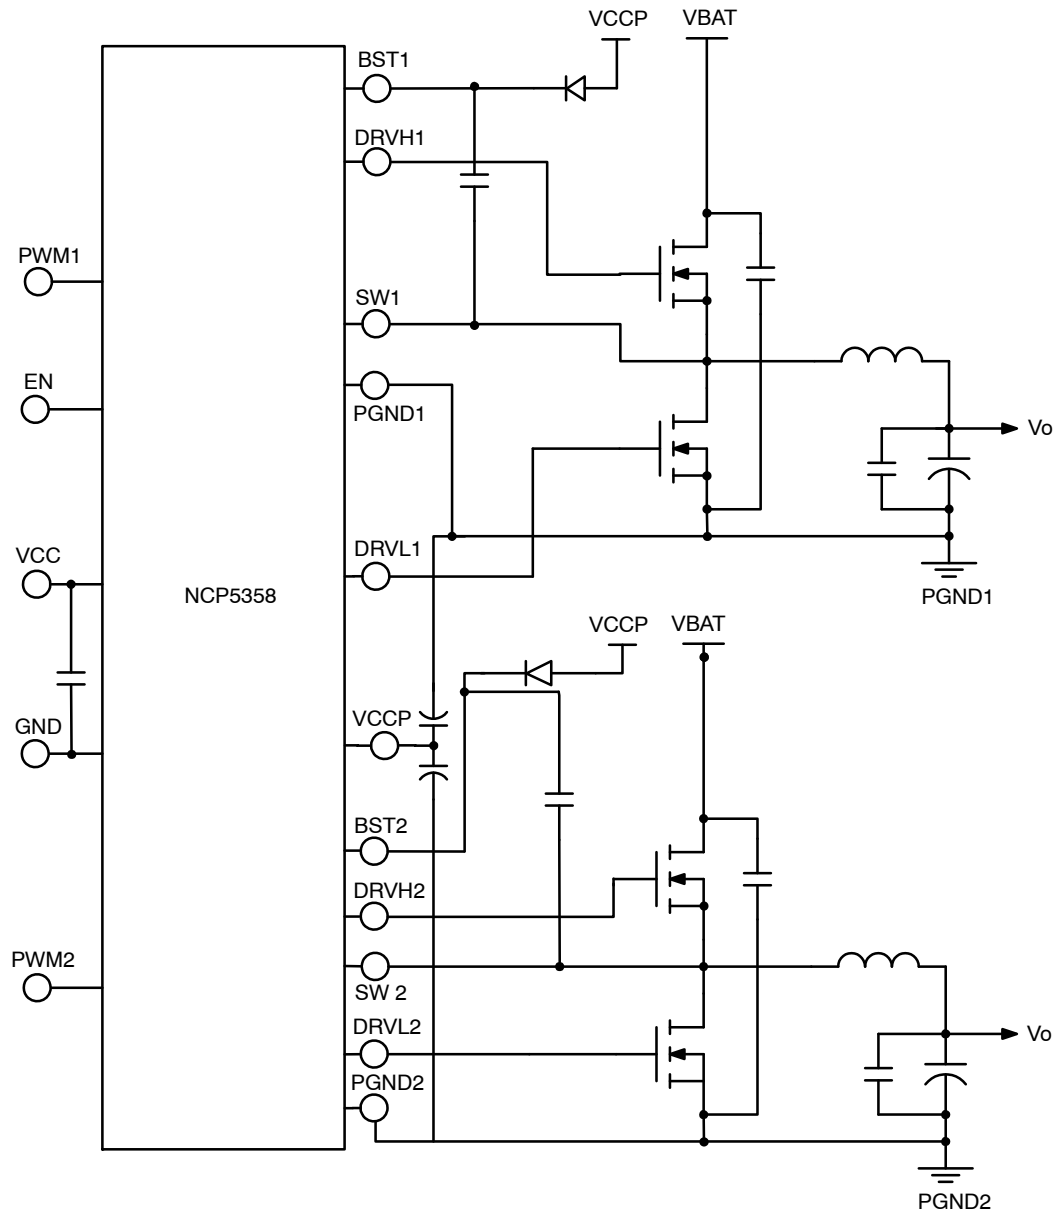 VCCP
VBAT
BST1
DRVH1
PWM1
SW1
EN
PGND1
Vo
DRVL1
VCC
NCP5358
PGND1
VCCP
VBAT
GND
VCCP
BST2
DRVH2
PWM2
SW 2
DRVL2
Vo
PGND2
PGND2